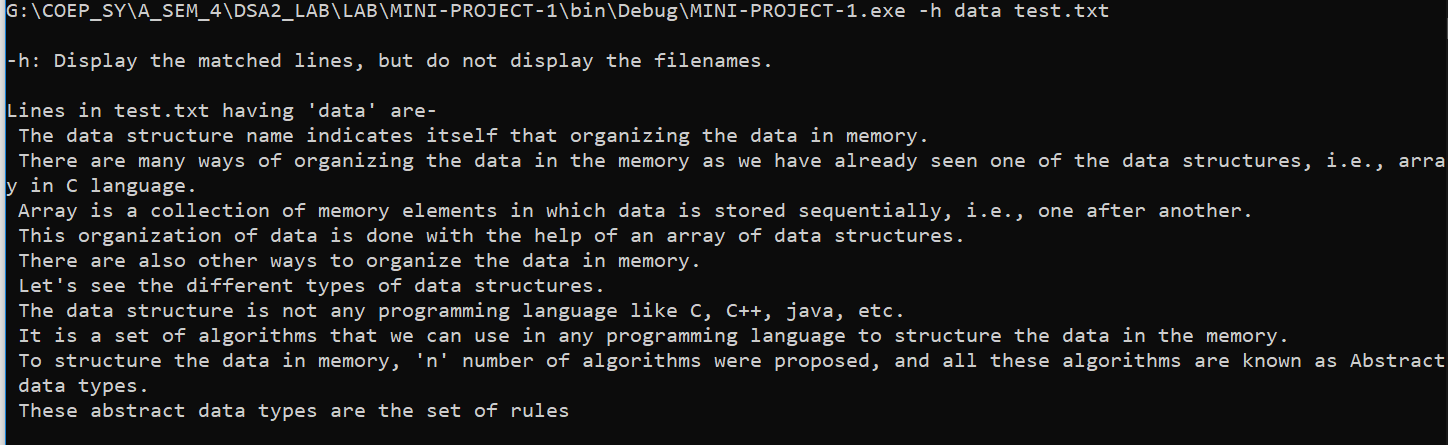 G:\COEP_SY\A_SEM_4\DSA2_LAB\LAB\MINI-PROJECT-1\bin\Debug\MINI-PROJECT-1.exe -h data test.txt
-h: Display the matched lines, but do not display the filenames.
Lines in test.txt having 'data' are-
The data structure name indicates itself that organizing the data in memory.
There are many ways of organizing the data in the memory as we have already seen one of the data structures, i.e., arra
y in C language.
Array is a collection of memory elements in which data is stored sequentially, i.e., one after another.
This organization of data is done with the help of an array of data structures.
There are also other ways to organize the data in memory.
Let's see the different types of data structures.
The data structure is not any programming language like C, C++, java, etc.
It is a set of algorithms that we can use in any programming language to structure the data in the memory.
To structure the data in memory, 'n' number of algorithms were proposed, and all these algorithms are known as Abstract
data types.
These abstract data types are the set of rules